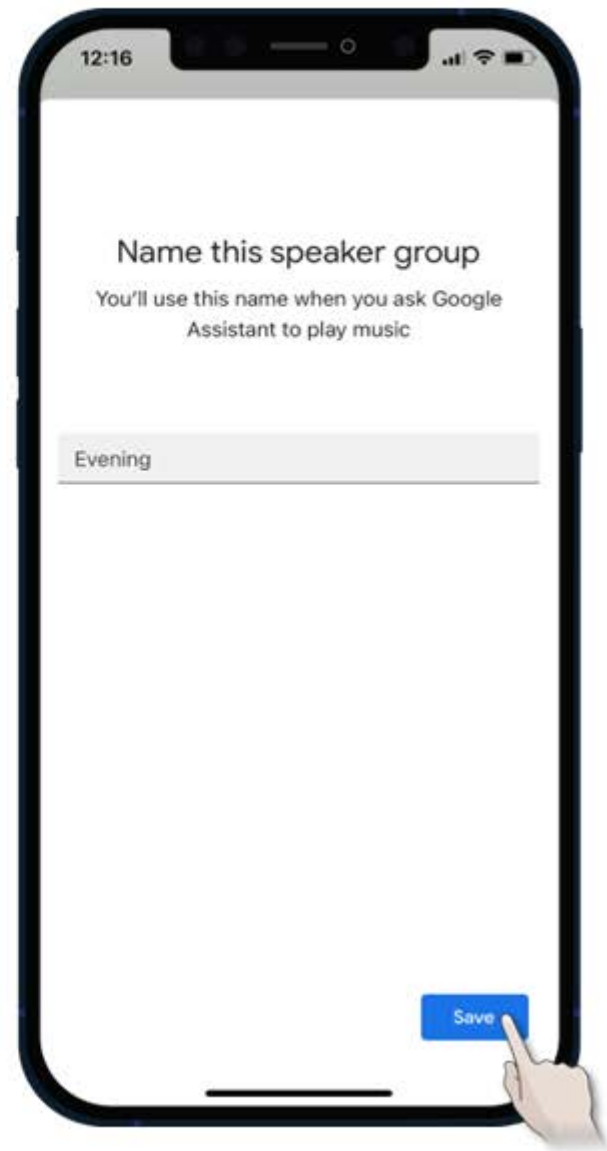 12:16
Name this speaker group
You'll use this name when you ask Google
Assistant to play music
Evening
Save